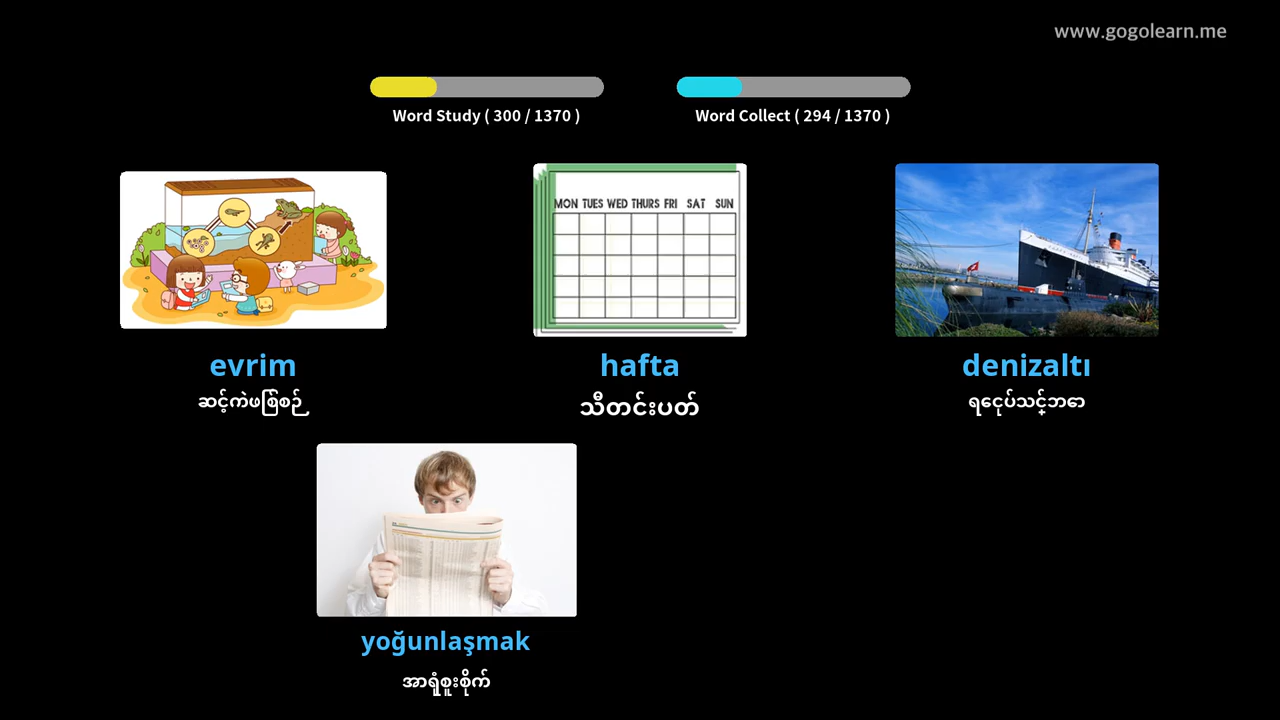 www.gogolearn.me
Word Study ( 300 / 1370 )
Word Collect ( 294 / 1370 )
MON TUES WED THURS FRI SAT SUN
evrim
ဆင့်ကဲဖြစ်စဉ်
hafta
သီတင်းပတ်
denizaltı
ရေငုပ်သင်္ဘော
yoğunlaşmak
အာရုံစူးစိုက်